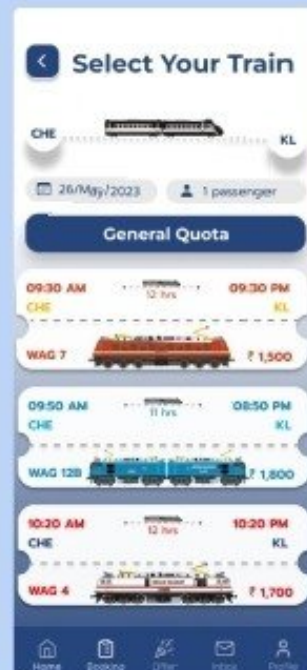 Select Your Train
CHE
KL
26/May/2023 1 passenger
General Quota
09:30 AM 12 hrs 09:30 PM
CHE KL
WAG 7 ₹ 1,500
09:50 AM 11 hrs 08:50 PM
CHE KL
WAG 12B ₹ 1,800
10:20 AM 12 hrs 10:20 PM
CHE KL
WAG 4 ₹ 1,700
Home Booking Offer Inbox Profile